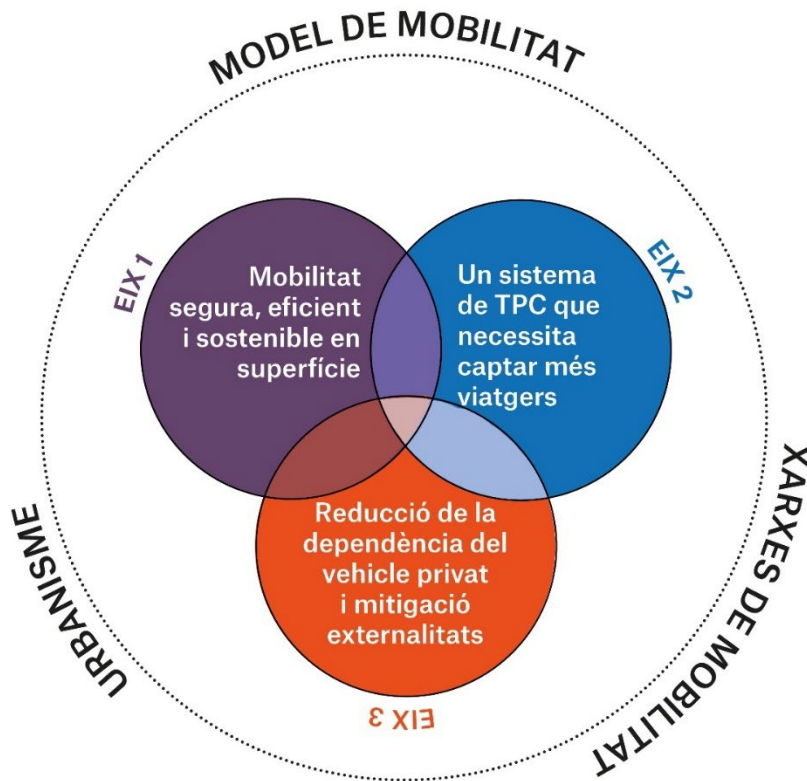 MODEL DE MOBILITAT
EIX 1
Mobilitat
segura, eficient
i sostenible en
superfície
EIX 2
Un sistema
de TPC que
necessita
captar més
viatgers
Reducció de la
dependència del
vehicle privat
i mitigació
externalitats
EIX 3
URBANISME
XARXES DE MOBILITAT